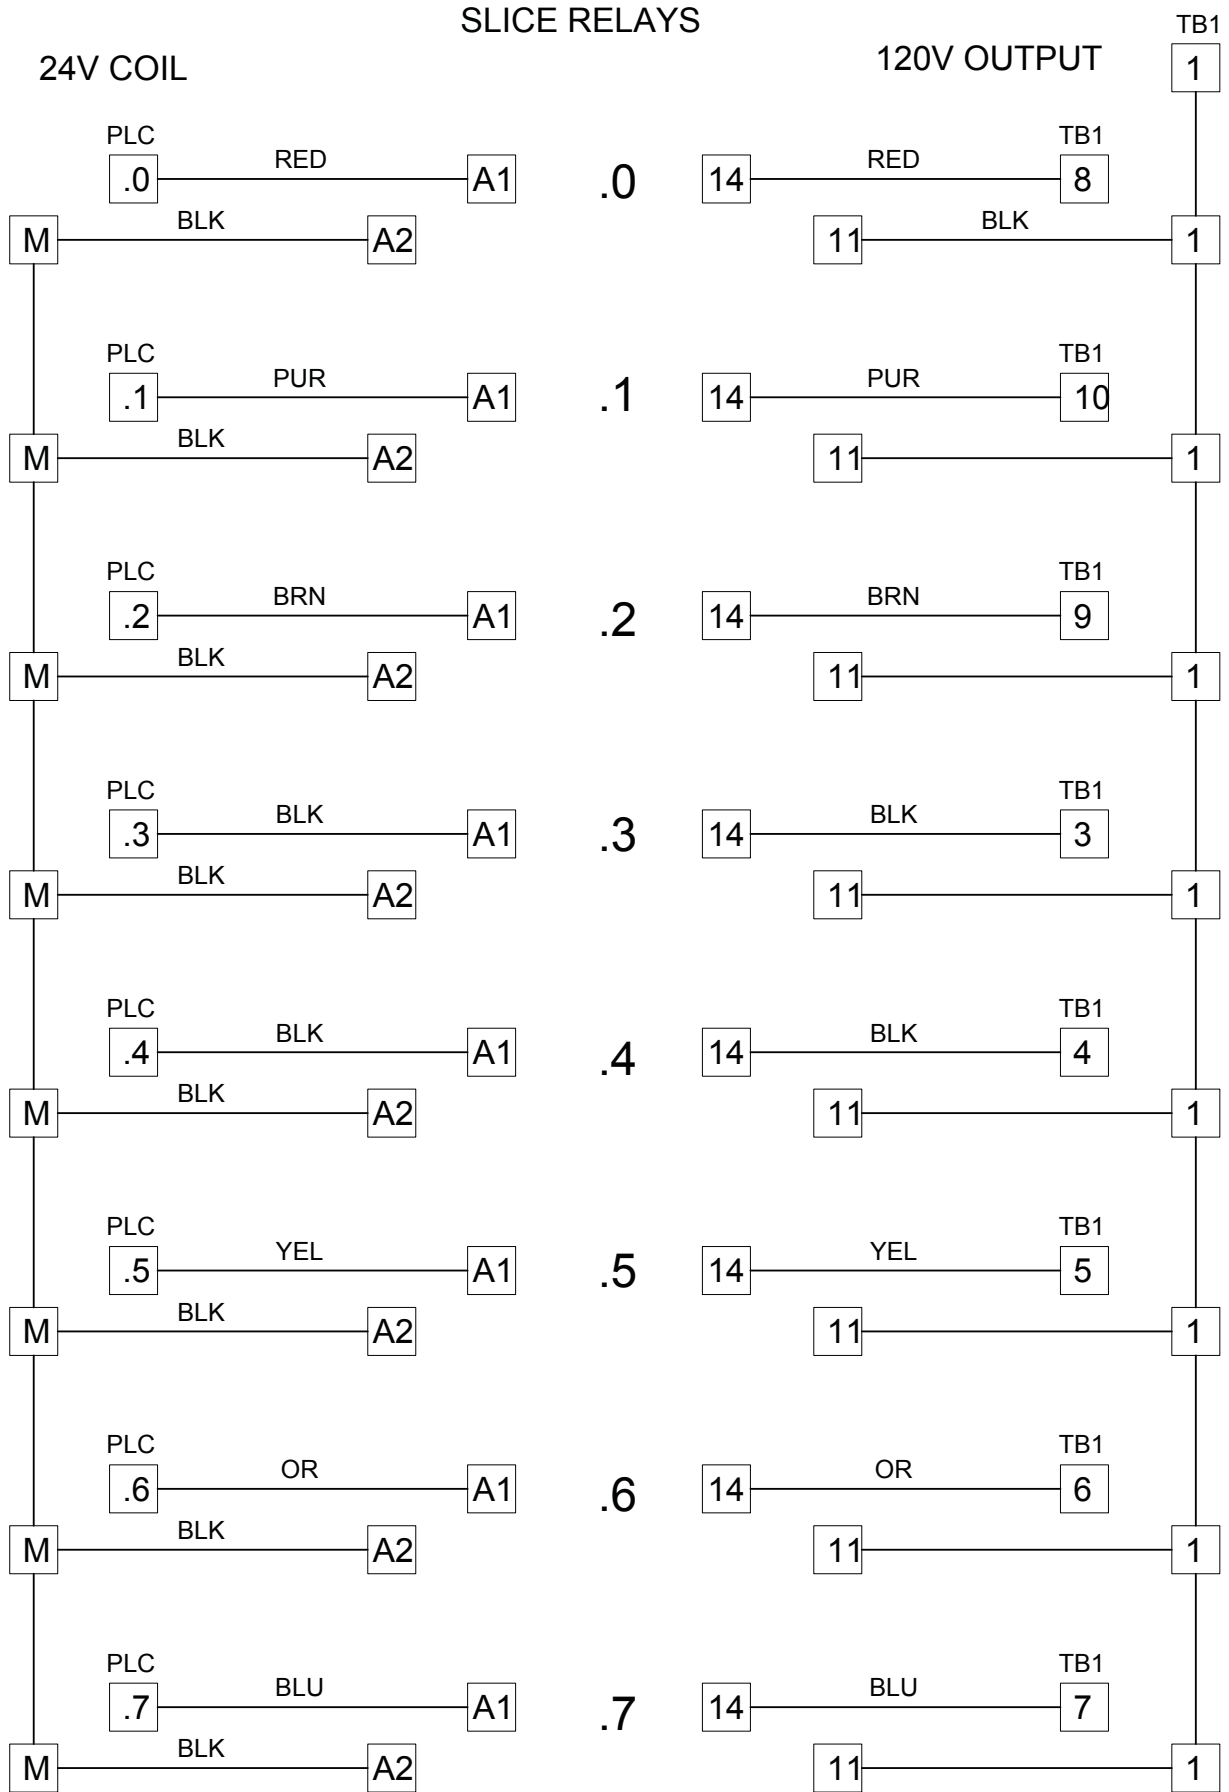 SLICE RELAYS
TB1
24V COIL
120V OUTPUT
1
PLC
TB1
.0 RED A1 .0 14 RED 8
M BLK A2 11 BLK 1
PLC
TB1
.1 PUR A1 .1 14 PUR 10
M BLK A2 11 1
PLC
TB1
.2 BRN A1 .2 14 BRN 9
M BLK A2 11 1
PLC
TB1
.3 BLK A1 .3 14 BLK 3
M BLK A2 11 1
PLC
TB1
.4 BLK A1 .4 14 BLK 4
M BLK A2 11 1
PLC
TB1
.5 YEL A1 .5 14 YEL 5
M BLK A2 11 1
PLC
TB1
.6 OR A1 .6 14 OR 6
M BLK A2 11 1
PLC
TB1
.7 BLU A1 .7 14 BLU 7
M BLK A2 11 1